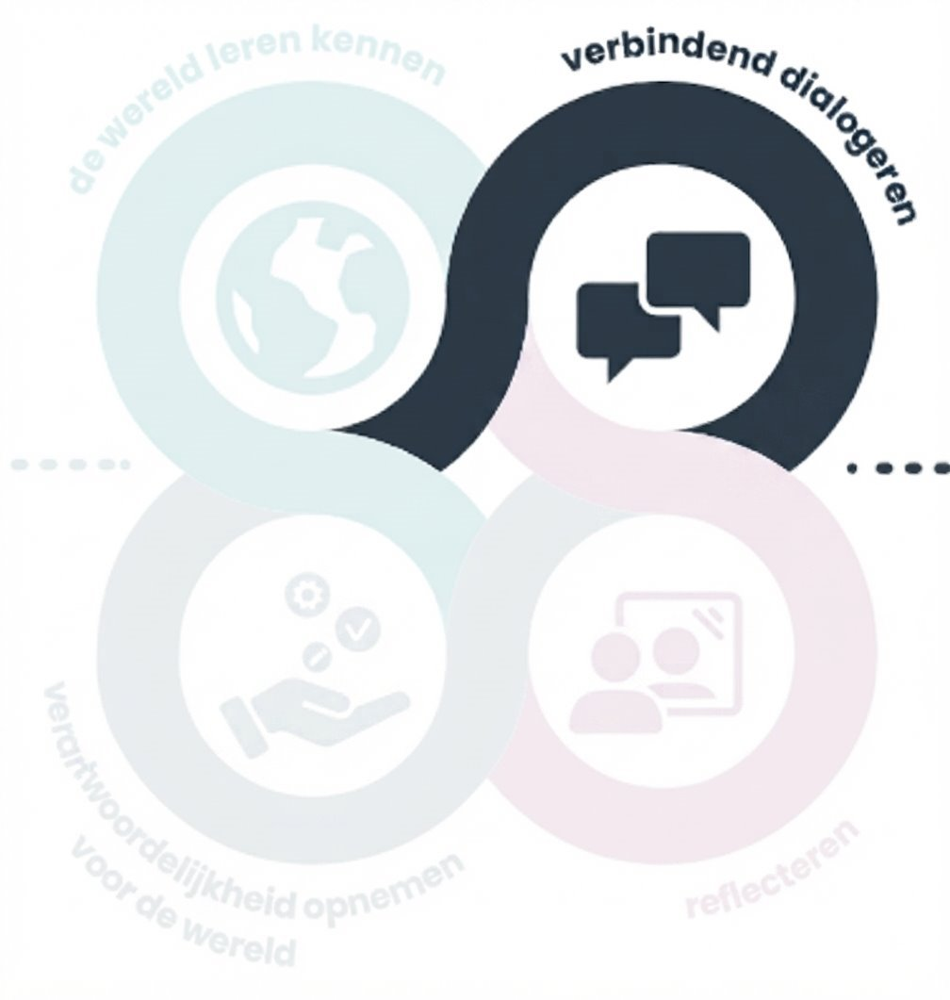 de wereld leren kennen
verbindend dialogeren
verantwoordelijkheid opnemen
voor de wereld
reflecteren